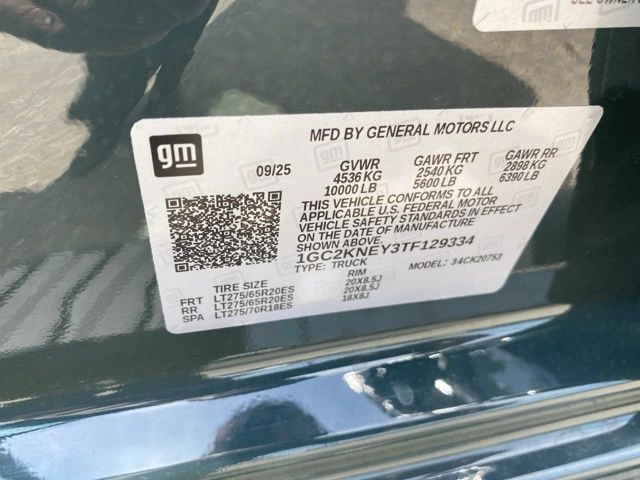 gm
MFD BY GENERAL MOTORS LLC
09/25
GVWR
4536 KG
10000 LB
GAWR FRT
2540 KG
5600 LB
GAWR RR
2898 KG
6390 LB
THIS VEHICLE CONFORMS TO ALL
APPLICABLE U.S. FEDERAL MOTOR
VEHICLE SAFETY STANDARDS IN EFFECT
ON THE DATE OF MANUFACTURE
SHOWN ABOVE.
1GC2KNEY3TF129334
TYPE: TRUCK MODEL: 34CK20753
TIRE SIZE RIM
FRT LT275/65R20ES 20X8.5J
RR LT275/65R20ES 20X8.5J
SPA LT275/70R18ES 18X8J